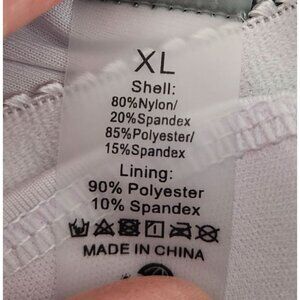 XL
Shell:
80%Nylon/
20%Spandex
85%Polyester/
15%Spandex
Lining:
90% Polyester
10% Spandex
MADE IN CHINA